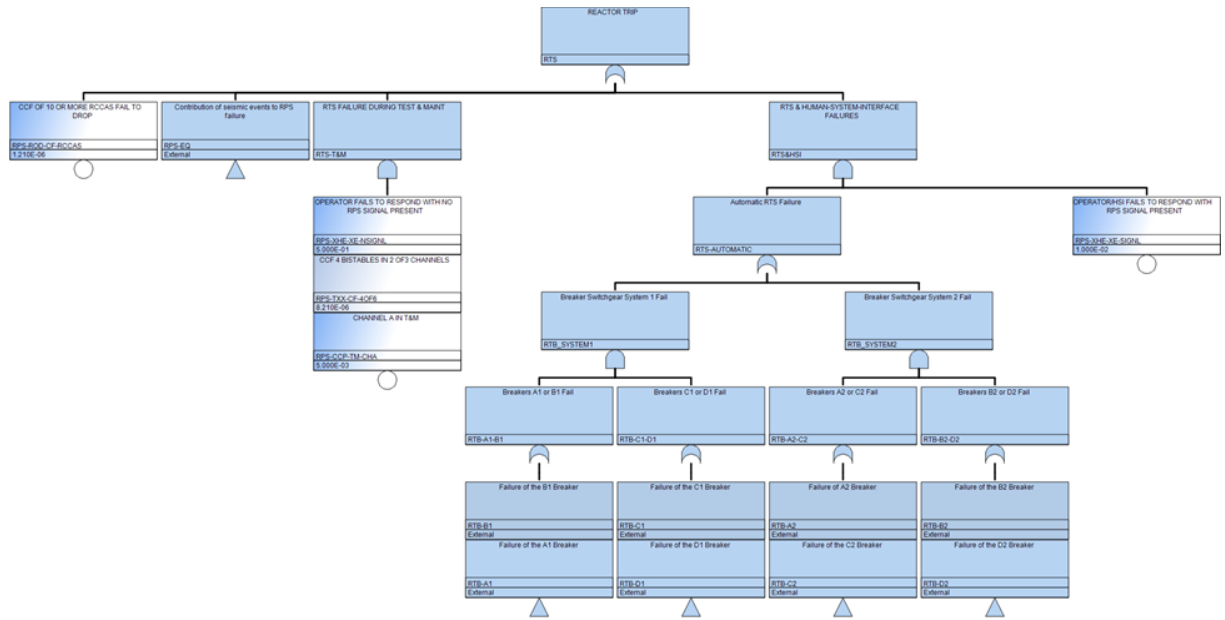 REACTOR TRIP
RTS
CCF OF 10 OR MORE RCCAS FAIL TO
DROP
RPS-ROD-CF-RCCAS
1.210E-06
Contribution of seismic events to RPS
failure
RPS-EQ
External
RTS FAILURE DURING TEST & MAINT
RTS-T&M
RTS & HUMAN-SYSTEM-INTERFACE
FAILURES
RTS&HSI
OPERATOR FAILS TO RESPOND WITH NO
RPS SIGNAL PRESENT
RPS-XHE-XE-NSIGNL
5.000E-01
CCF 4 BISTABLES IN 2 OF3 CHANNELS
RPS-TXX-CF-4OF6
8.210E-06
CHANNEL A IN T&M
RPS-CCP-TM-CHA
5.000E-03
Automatic RTS Failure
RTS-AUTOMATIC
OPERATOR/HSI FAILS TO RESPOND WITH
RPS SIGNAL PRESENT
RPS-XHE-XE-SIGNL
1.000E-02
Breaker Switchgear System 1 Fail
RTB_SYSTEM1
Breaker Switchgear System 2 Fail
RTB_SYSTEM2
Breakers A1 or B1 Fail
RTB-A1-B1
Breakers C1 or D1 Fail
RTB-C1-D1
Breakers A2 or C2 Fail
RTB-A2-C2
Breakers B2 or D2 Fail
RTB-B2-D2
Failure of the B1 Breaker
RTB-B1
External
Failure of the A1 Breaker
RTB-A1
External
Failure of the C1 Breaker
RTB-C1
External
Failure of the D1 Breaker
RTB-D1
External
Failure of A2 Breaker
RTB-A2
External
Failure of the C2 Breaker
RTB-C2
External
Failure of the B2 Breaker
RTB-B2
External
Failure of the D2 Breaker
RTB-D2
External